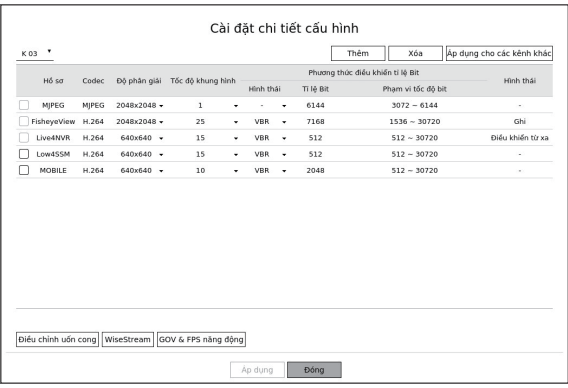 Cài đặt chi tiết cấu hình
K 03
Thêm Xóa Áp dụng cho các kênh khác
Hồ sơ Codec Độ phân giải Tốc độ khung hình Phương thức điều khiển tỉ lệ Bit Hình thái
Hình thái Tỉ lệ Bit Phạm vi tốc độ bit
MJPEG MJPEG 2048x2048 1 - 6144 3072 ~ 6144 -
FisheyeView H.264 2048x2048 25 VBR 7168 1536 ~ 30720 Ghi
Live4NVR H.264 640x640 15 VBR 512 512 ~ 30720 Điều khiển từ xa
Low4SSM H.264 640x640 15 VBR 512 512 ~ 30720 -
MOBILE H.264 640x640 10 VBR 2048 512 ~ 30720 -
Điều chỉnh uốn cong WiseStream GOV & FPS năng động
Áp dụng Đóng